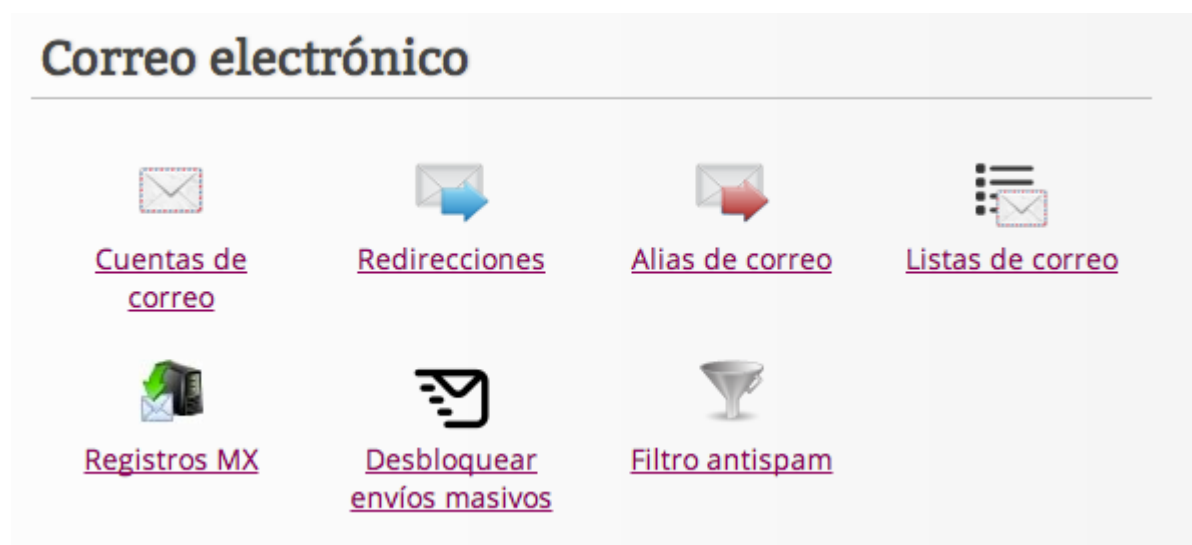 Correo electrónico
Cuentas de
correo
Redirecciones
Alias de correo
Listas de correo
Registros MX
Desbloquear
envíos masivos
Filtro antispam